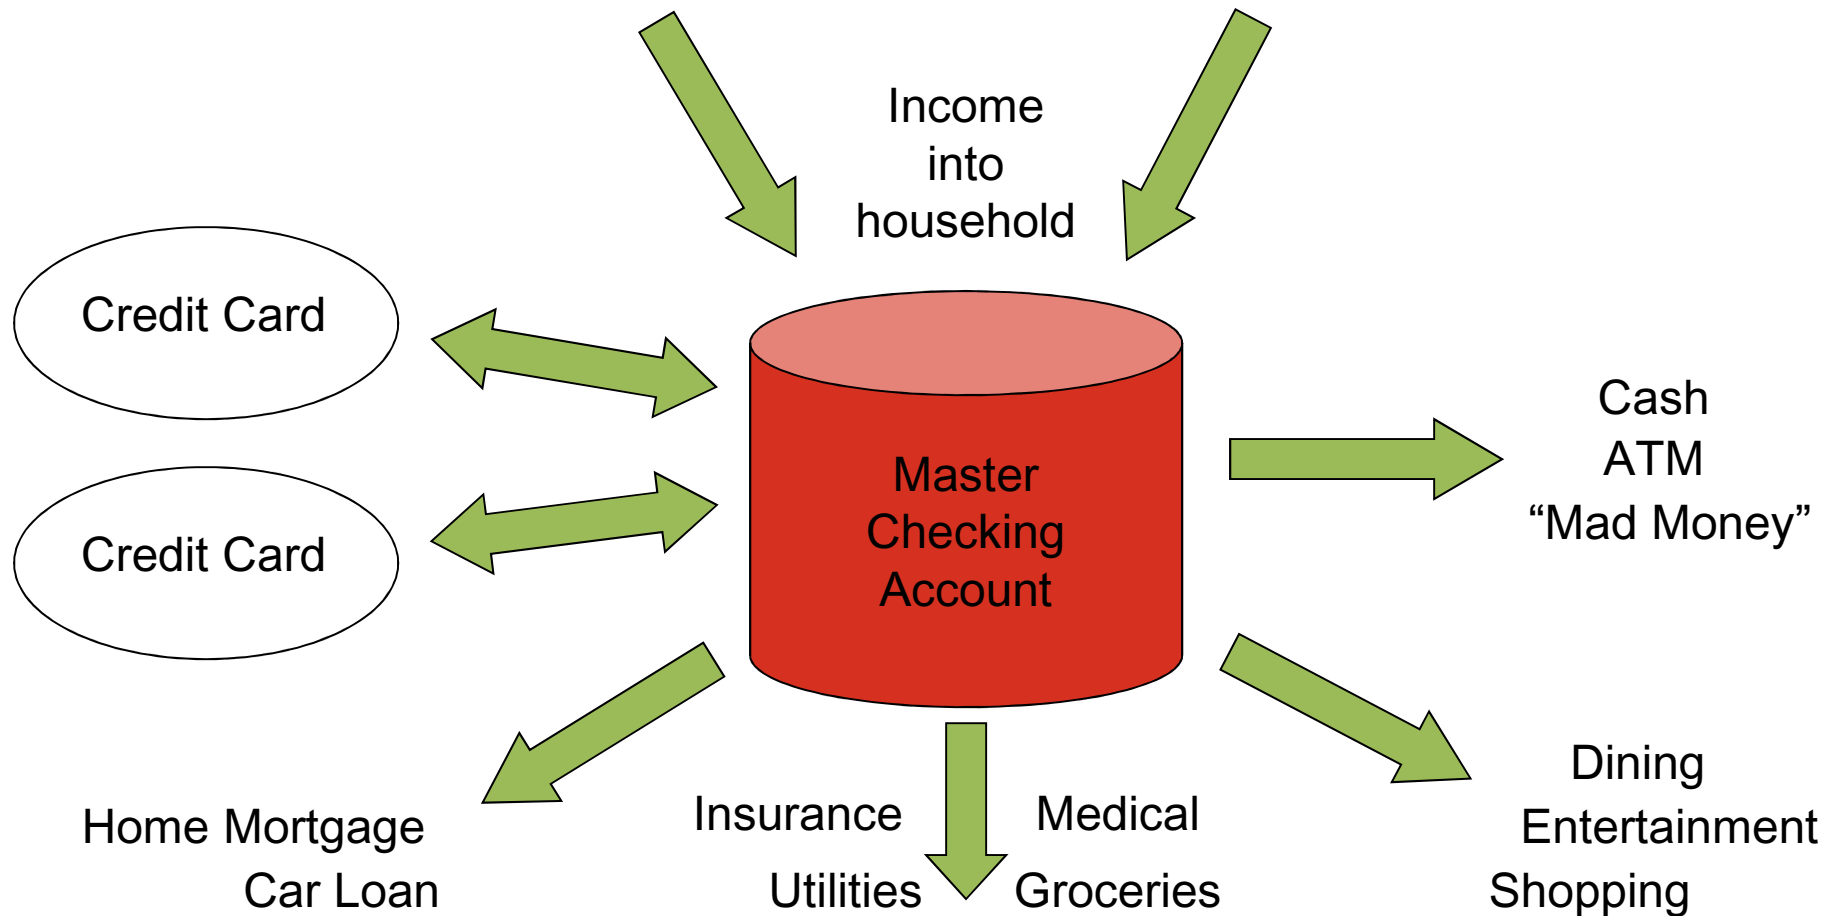 Income
into
household
Credit Card
Credit Card
Master
Checking
Account
Cash
ATM
“Mad Money”
Home Mortgage
Car Loan
Insurance
Utilities
Medical
Groceries
Dining
Entertainment
Shopping